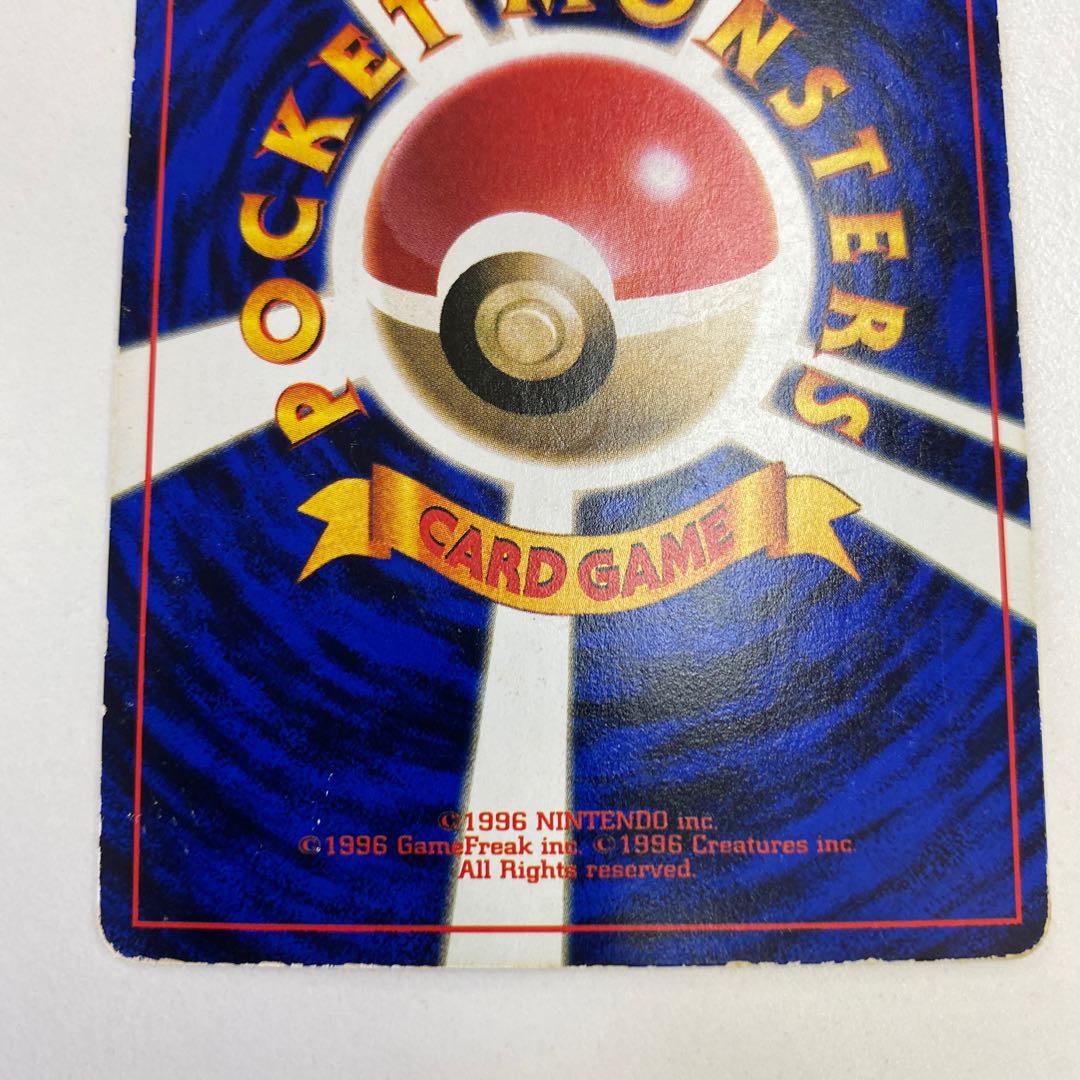 POCKET MONSTERS
CARD GAME
©1996 NINTENDO inc.
©1996 GameFreak inc. ©1996 Creatures inc.
All Rights reserved.